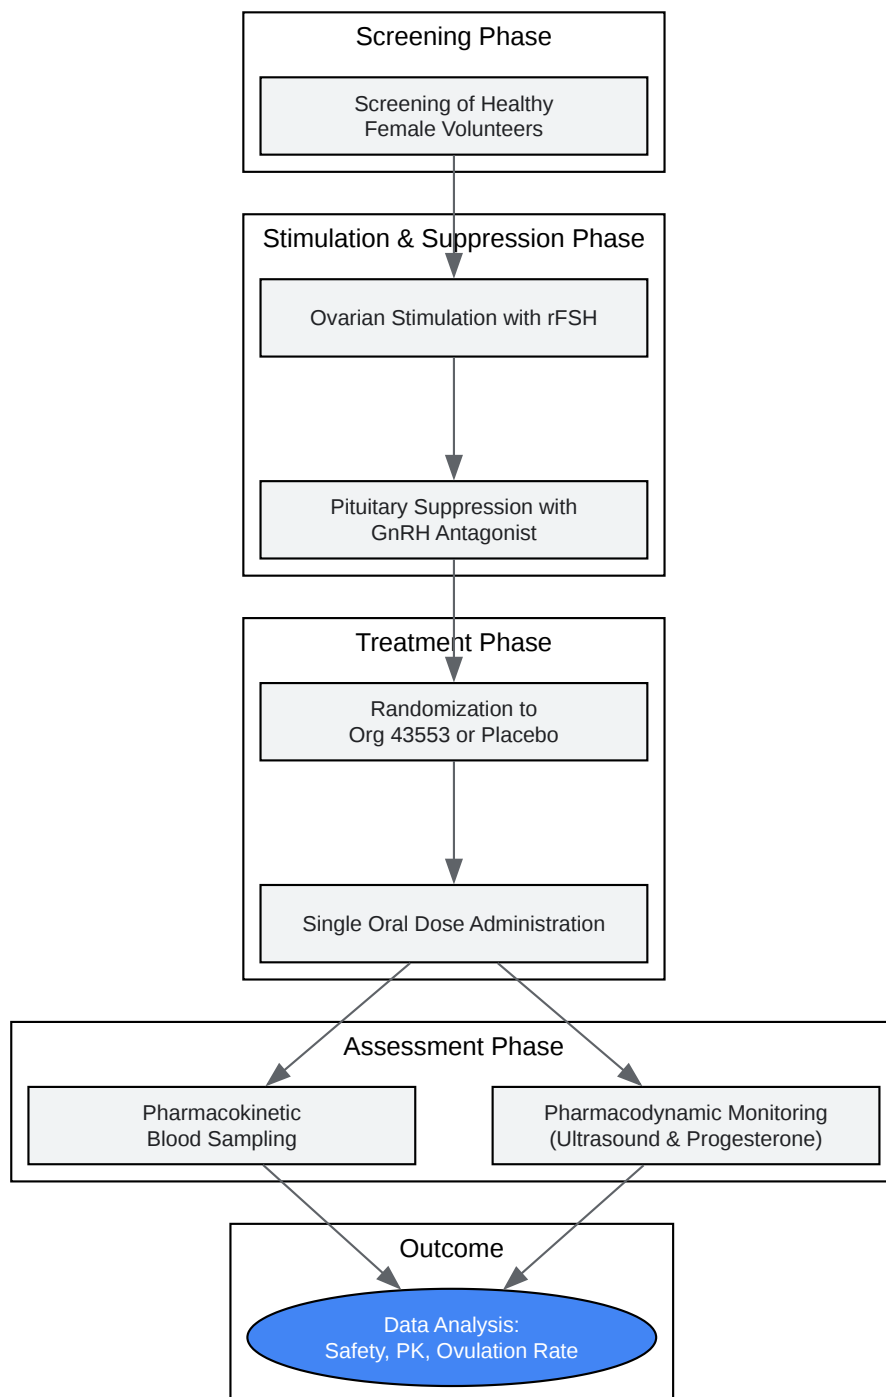 Screening Phase
Screening of Healthy
Female Volunteers
Stimulation & Suppression Phase
Ovarian Stimulation with rFSH
Pituitary Suppression with
GnRH Antagonist
Treatment Phase
Randomization to
Org 43553 or Placebo
Single Oral Dose Administration
Assessment Phase
Pharmacokinetic
Blood Sampling
Pharmacodynamic Monitoring
(Ultrasound & Progesterone)
Outcome
Data Analysis:
Safety, PK, Ovulation Rate